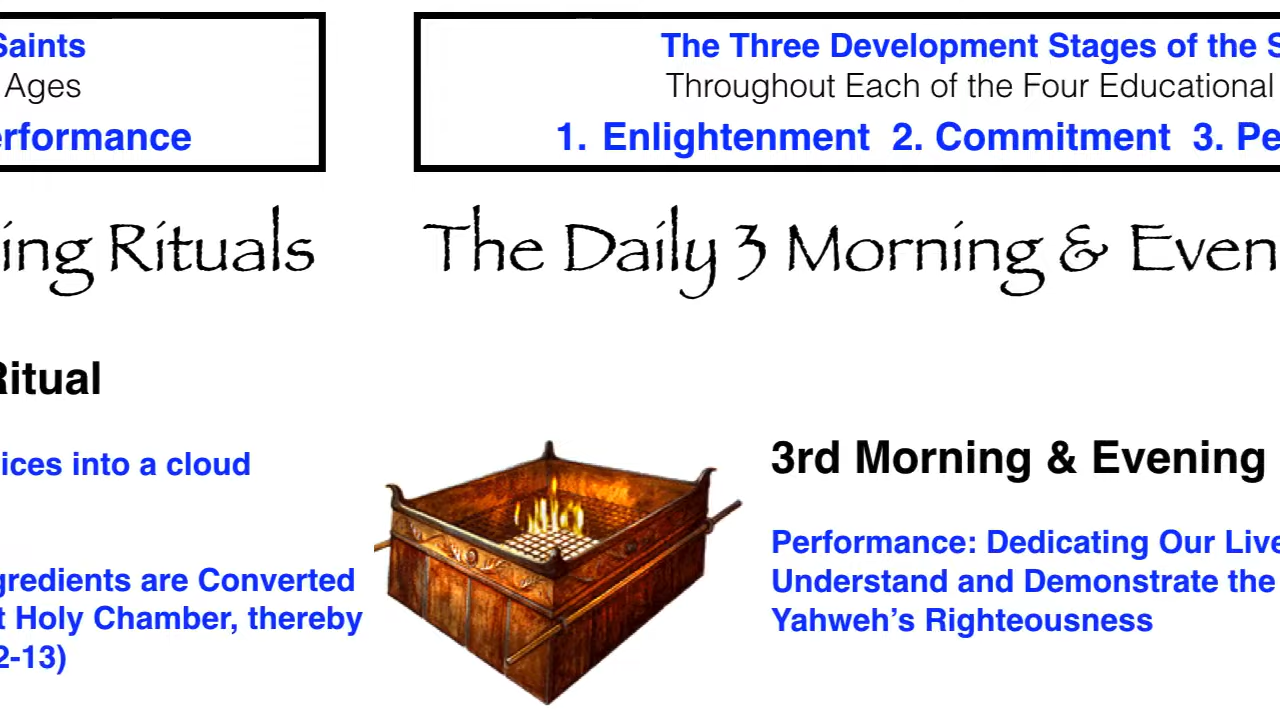 Saints
Ages
erformance
ing Rituals
Ritual
ices into a cloud
gredients are Converted
t Holy Chamber, thereby
2-13)
The Three Development Stages of the S
Throughout Each of the Four Educational
1. Enlightenment 2. Commitment 3. Pe
The Daily 3 Morning & Even
3rd Morning & Evening
Performance: Dedicating Our Live
Understand and Demonstrate the
Yahweh’s Righteousness